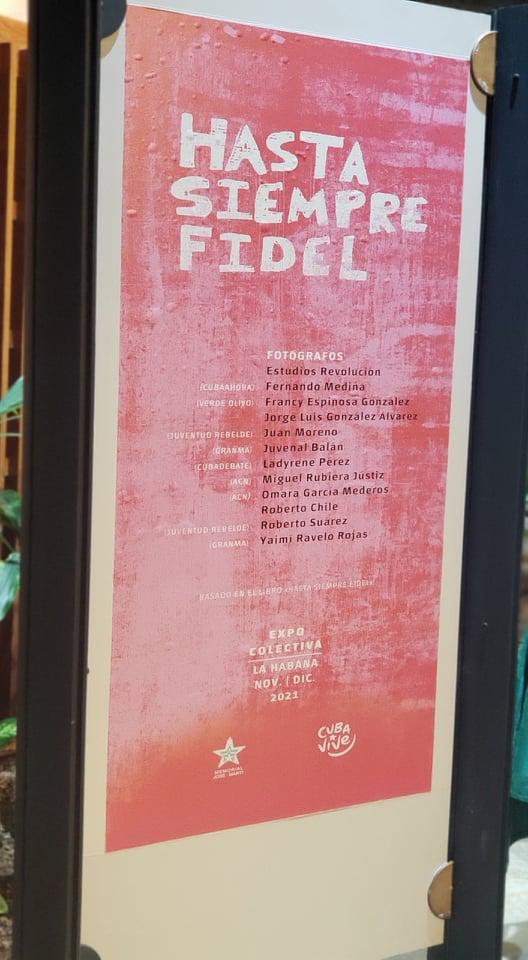 HASTA
SIEMPRE
FIDEL
FOTÓGRAFOS
Estudios Revolución
(CUBAAHORA) Fernando Medina
(VERDE OLIVO) Francy Espinosa González
Jorge Luis González Álvarez
(JUVENTUD REBELDE) Juan Moreno
(GRANMA) Juvenal Balán
(CUBADEBATE) Ladyrene Pérez
(ACN) Miguel Rubiera Jústiz
(ACN) Omara García Mederos
Roberto Chile
(JUVENTUD REBELDE) Roberto Suárez
(GRANMA) Yaimi Ravelo Rojas
BASADO EN EL LIBRO «HASTA SIEMPRE FIDEL»
EXPO
COLECTIVA
LA HABANA
NOV. | DIC.
2021
MEMORIAL
JOSÉ MARTÍ
CUBA
ViVe